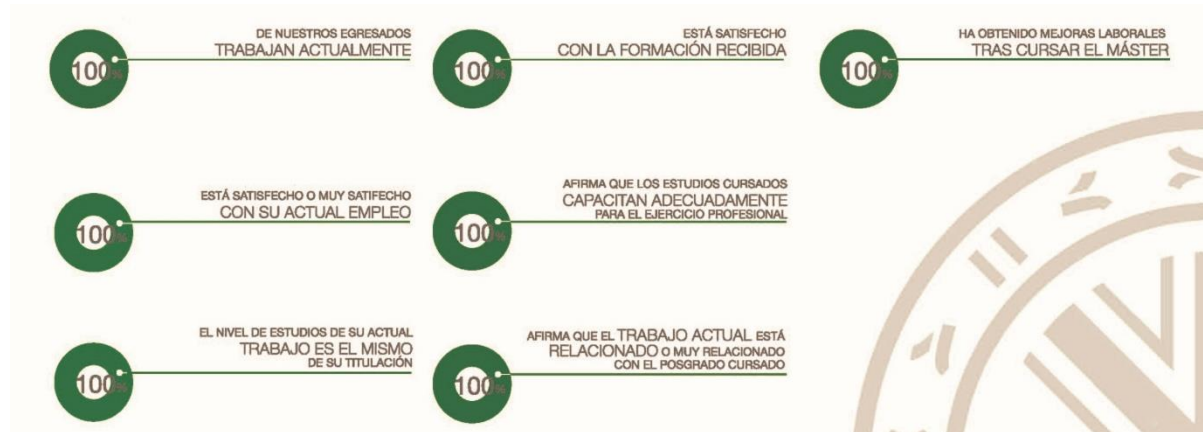 100%
DE NUESTROS EGRESADOS
TRABAJAN ACTUALMENTE
100%
ESTÁ SATISFECHO
CON LA FORMACIÓN RECIBIDA
100%
HA OBTENIDO MEJORAS LABORALES
TRAS CURSAR EL MÁSTER
100%
ESTÁ SATISFECHO O MUY SATIFECHO
CON SU ACTUAL EMPLEO
100%
AFIRMA QUE LOS ESTUDIOS CURSADOS
CAPACITAN ADECUADAMENTE
PARA EL EJERCICIO PROFESIONAL
100%
EL NIVEL DE ESTUDIOS DE SU ACTUAL
TRABAJO ES EL MISMO
DE SU TITULACIÓN
100%
AFIRMA QUE EL TRABAJO ACTUAL ESTÁ
RELACIONADO O MUY RELACIONADO
CON EL POSGRADO CURSADO